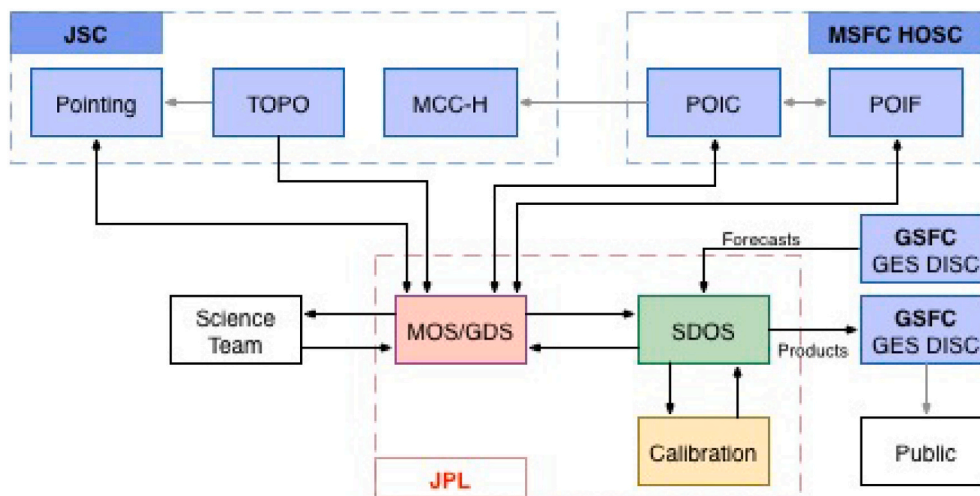 JSC
MSFC HOSC
Pointing
TOPO
MCC-H
POIC
POIF
Forecasts
GSFC
GES DISC
Science
Team
MOS/GDS
SDOS
Products
GSFC
GES DISC
Calibration
Public
JPL